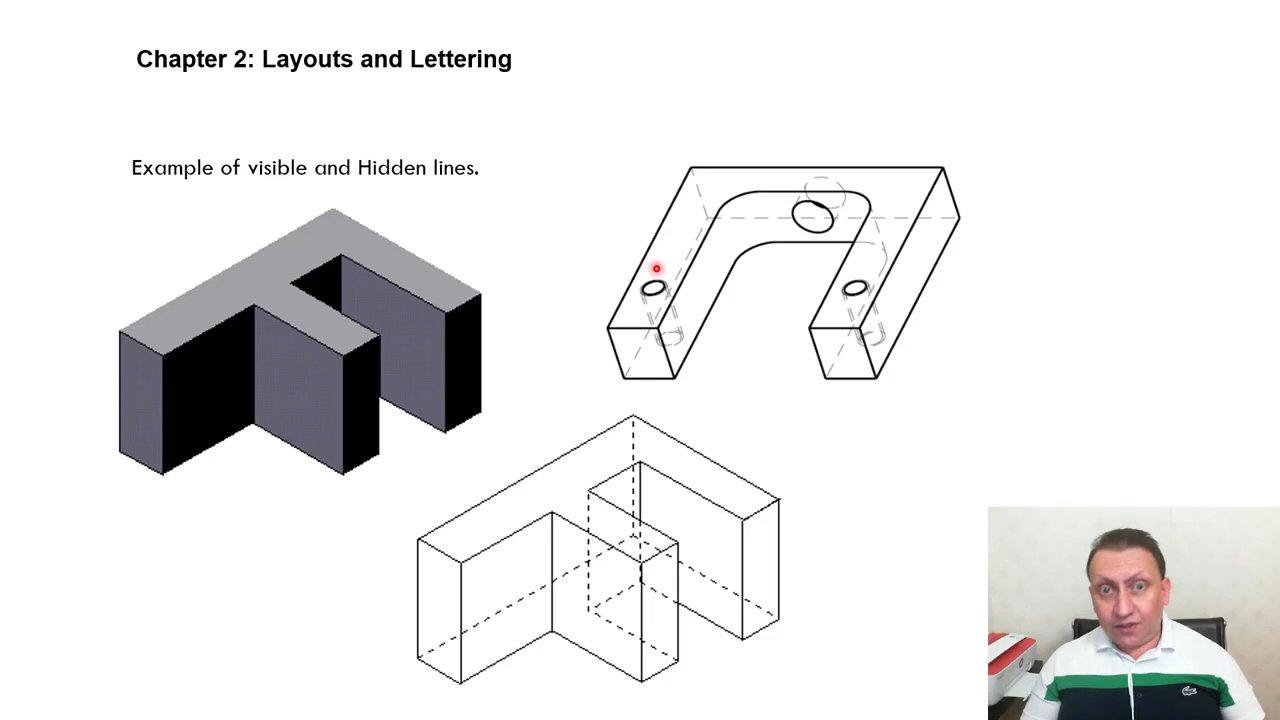 Chapter 2: Layouts and Lettering
Example of visible and Hidden lines.